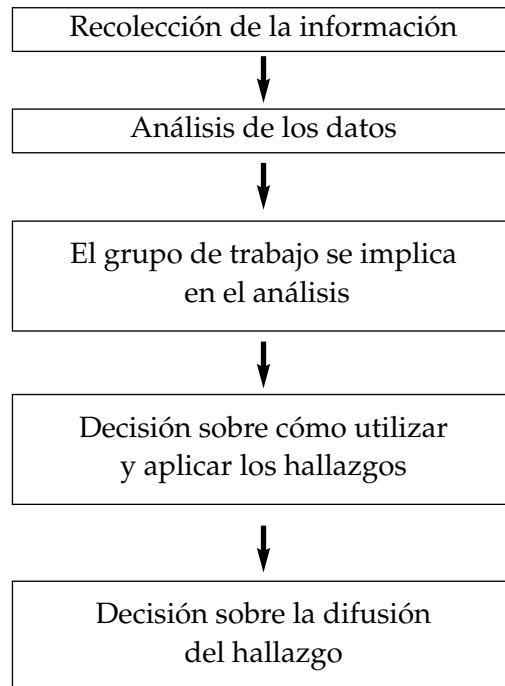 Recolección de la información
Análisis de los datos
El grupo de trabajo se implica
en el análisis
Decisión sobre cómo utilizar
y aplicar los hallazgos
Decisión sobre la difusión
del hallazgo